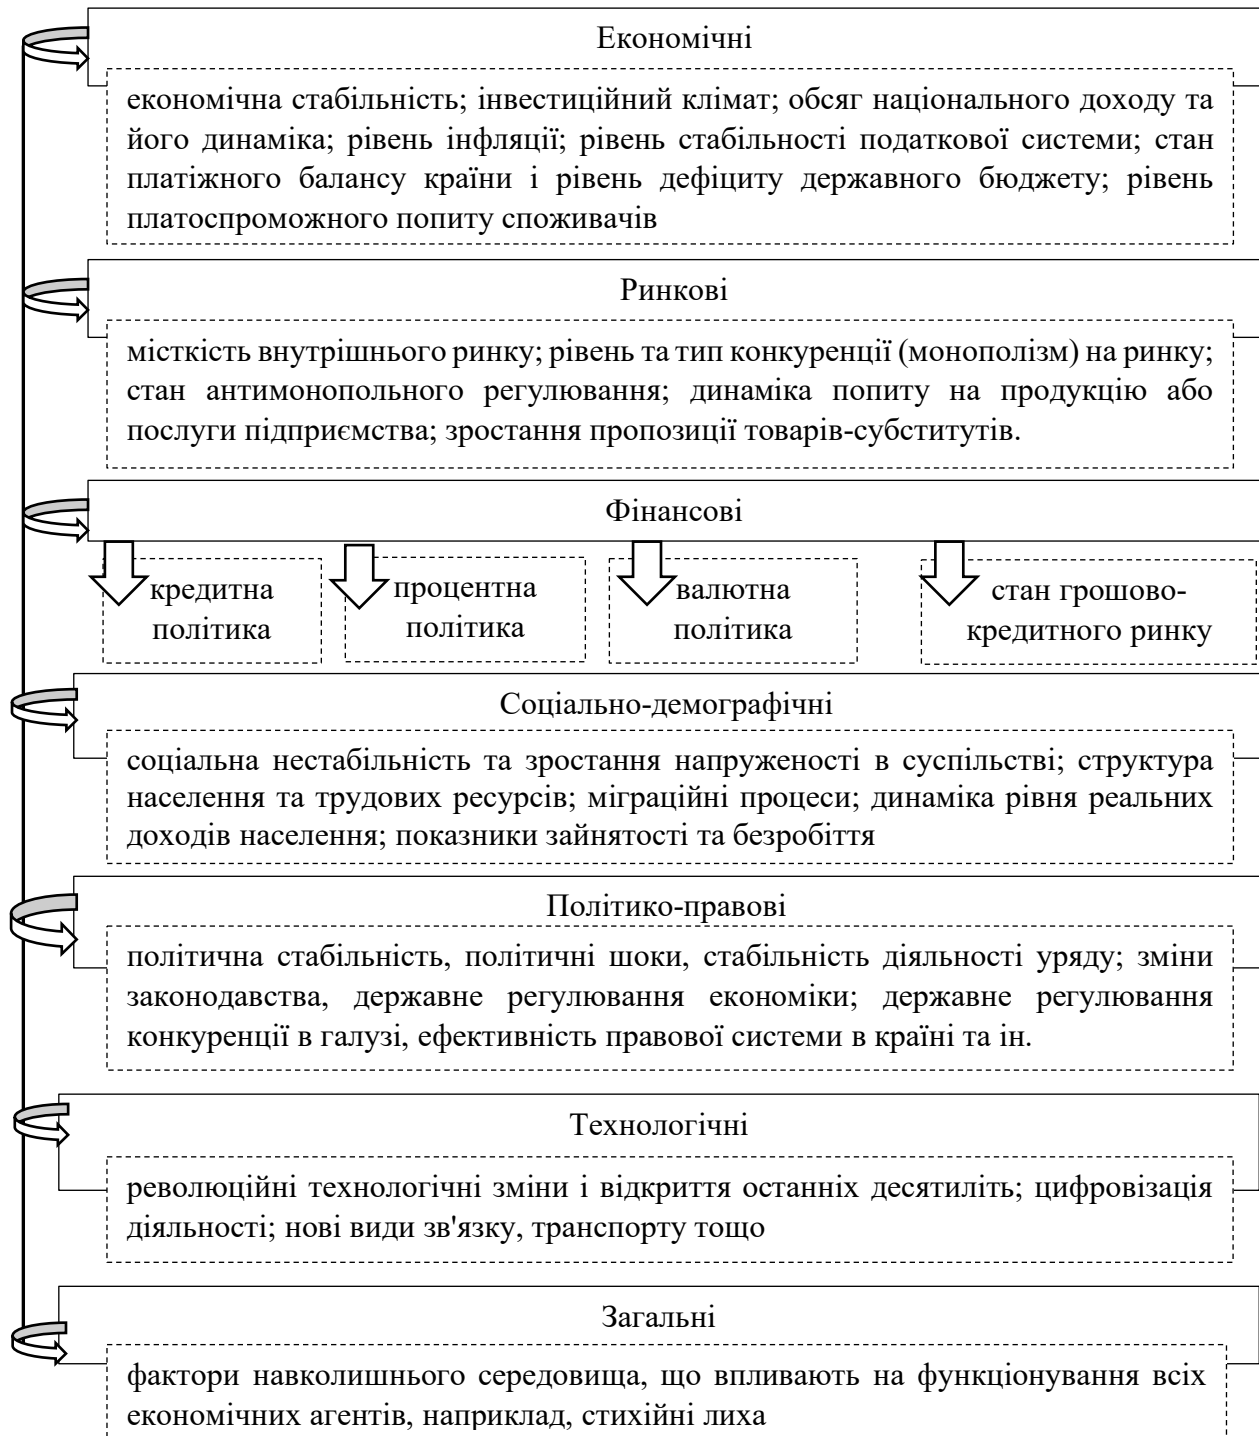 Економічні
економічна стабільність; інвестиційний клімат; обсяг національного доходу та
його динаміка; рівень інфляції; рівень стабільності податкової системи; стан
платіжного балансу країни і рівень дефіциту державного бюджету; рівень
платоспроможного попиту споживачів
Ринкові
місткість внутрішнього ринку; рівень та тип конкуренції (монополізм) на ринку;
стан антимонопольного регулювання; динаміка попиту на продукцію або
послуги підприємства; зростання пропозиції товарів-субститутів.
Фінансові
кредитна
політика
процентна
політика
валютна
політика
стан грошово-
кредитного ринку
Соціально-демографічні
соціальна нестабільність та зростання напруженості в суспільстві; структура
населення та трудових ресурсів; міграційні процеси; динаміка рівня реальних
доходів населення; показники зайнятості та безробіття
Політико-правові
політична стабільність, політичні шоки, стабільність діяльності уряду; зміни
законодавства, державне регулювання економіки; державне регулювання
конкуренції в галузі, ефективність правової системи в країні та ін.
Технологічні
революційні технологічні зміни і відкриття останніх десятиліть; цифровізація
діяльності; нові види зв'язку, транспорту тощо
Загальні
фактори навколишнього середовища, що впливають на функціонування всіх
економічних агентів, наприклад, стихійні лиха